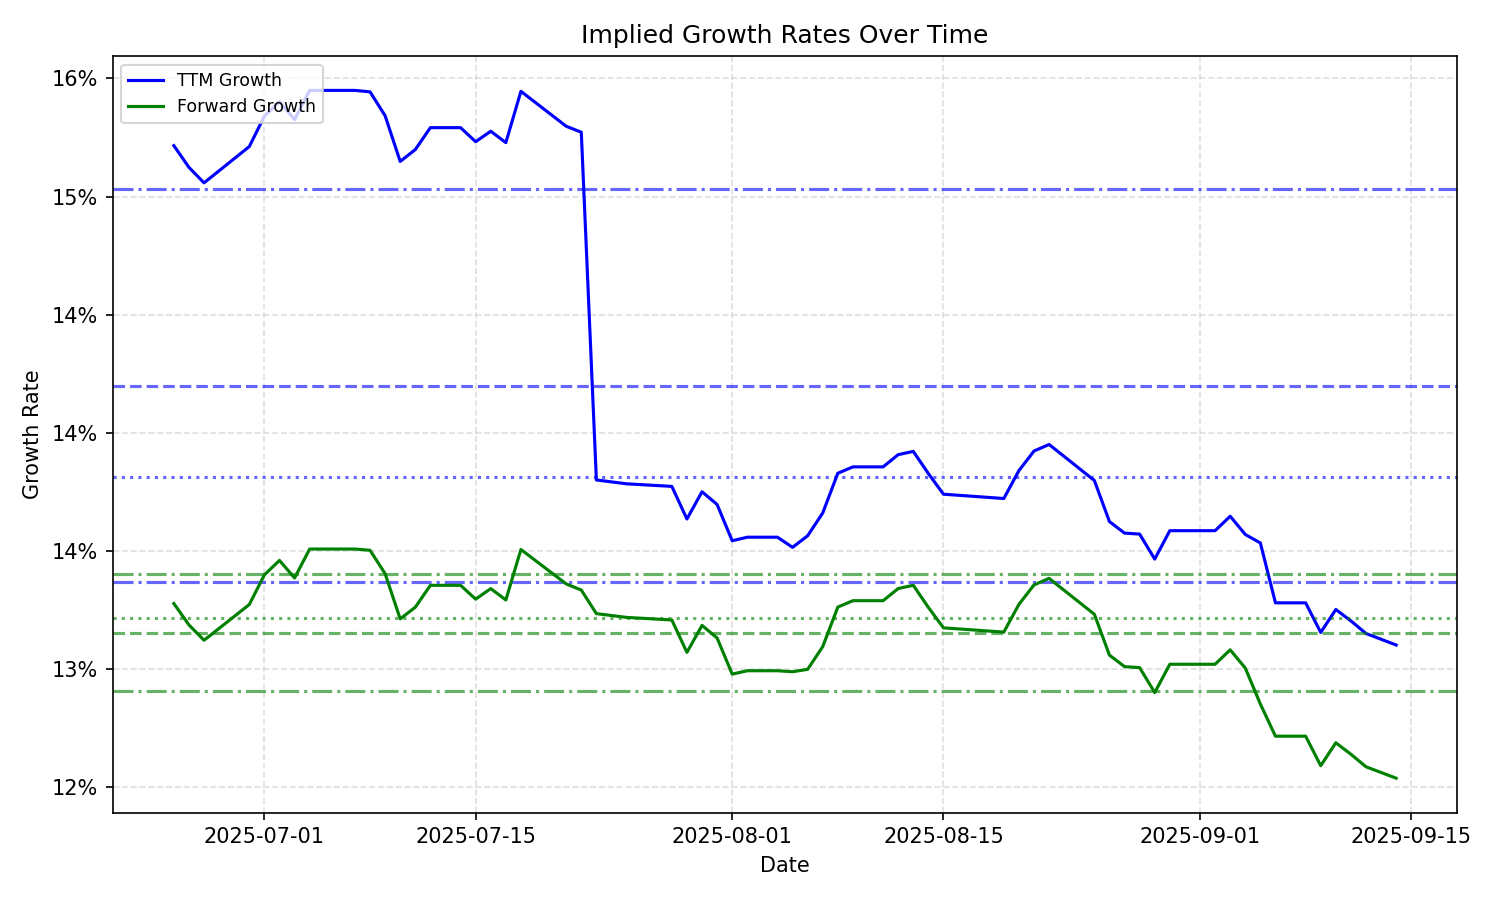 Implied Growth Rates Over Time
TTM Growth
Forward Growth
16%
15%
14%
14%
14%
13%
12%
Growth Rate
2025-07-01
2025-07-15
2025-08-01
2025-08-15
2025-09-01
2025-09-15
Date